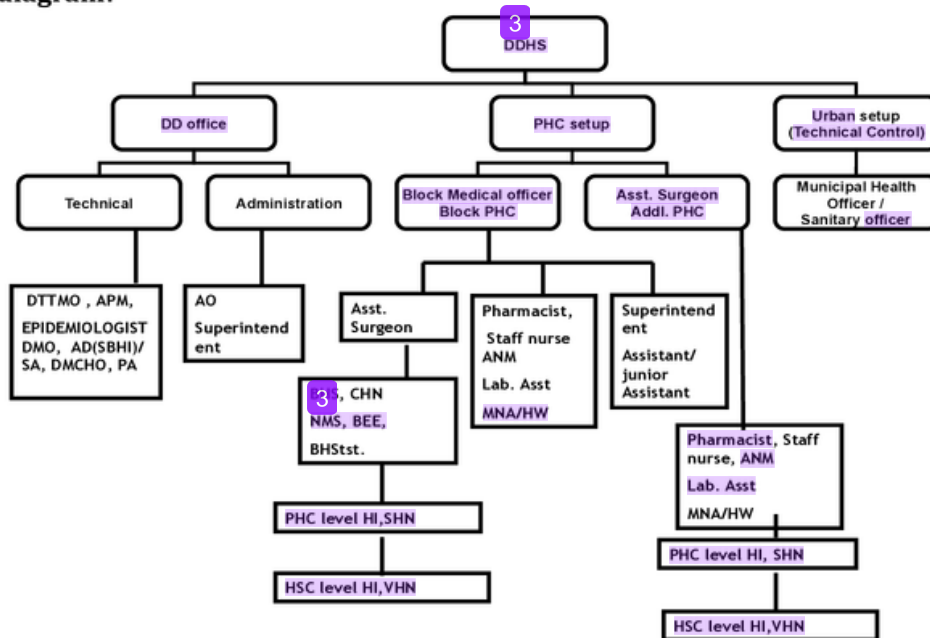 diagram.
3
DDHS
DD office
PHC setup
Urban setup
(Technical Control)
Technical
Administration
Block Medical officer
Block PHC
Asst. Surgeon
Addl. PHC
Municipal Health
Officer /
Sanitary officer
DTTMO , APM,
EPIDEMIOLOGIST
DMO, AD(SBHI)/
SA, DMCHO, PA
AO
Superintend
ent
Asst.
Surgeon
Pharmacist,
Staff nurse
ANM
Lab. Asst
MNA/HW
Superintend
ent
Assistant/
junior
Assistant
3
, CHN
NMS, BEE,
BHStst.
PHC level HI,SHN
HSC level HI,VHN
Pharmacist, Staff
nurse, ANM
Lab. Asst
MNA/HW
PHC level HI, SHN
HSC level HI,VHN